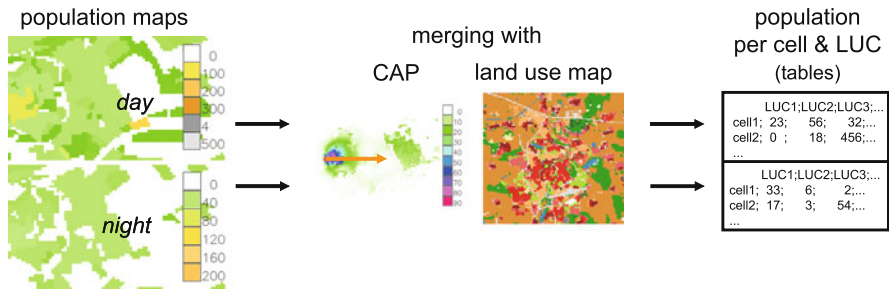 population maps
day
0
100
200
300
4
500
night
0
40
80
120
160
200
merging with
CAP
land use map
0
10
20
30
40
50
60
70
80
90
population
per cell & LUC
(tables)
LUC1;LUC2;LUC3;...
cell1; 23; 56; 32;...
cell2; 0 ; 18; 456;...
...
LUC1;LUC2;LUC3;...
cell1; 33; 6; 2;...
cell2; 17; 3; 54;...
...